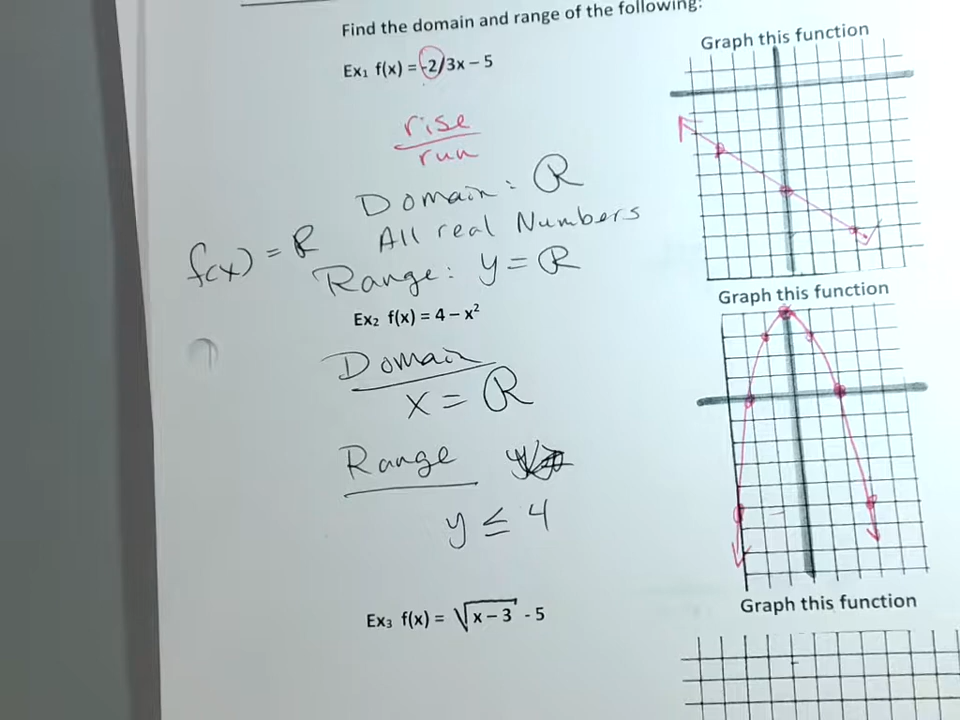 Find the domain and range of the following:
Graph this function
Ex₁ f(x) = -2/3x – 5
rise
run
Domain: ℝ
All real Numbers
f(x) = ℝ
Range: y = ℝ
Graph this function
Ex₂ f(x) = 4 – x²
Domain
x = ℝ
Range
y ≤ 4
Graph this function
Ex₃ f(x) = √x – 3 - 5